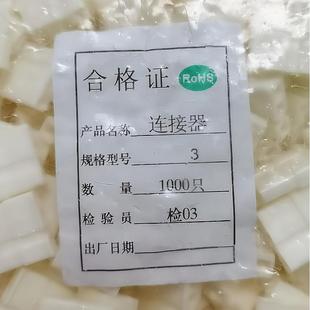 合格证 RoHS
产品名称 连接器
规格型号 3
数量 1000只
检验员 检03
出厂日期